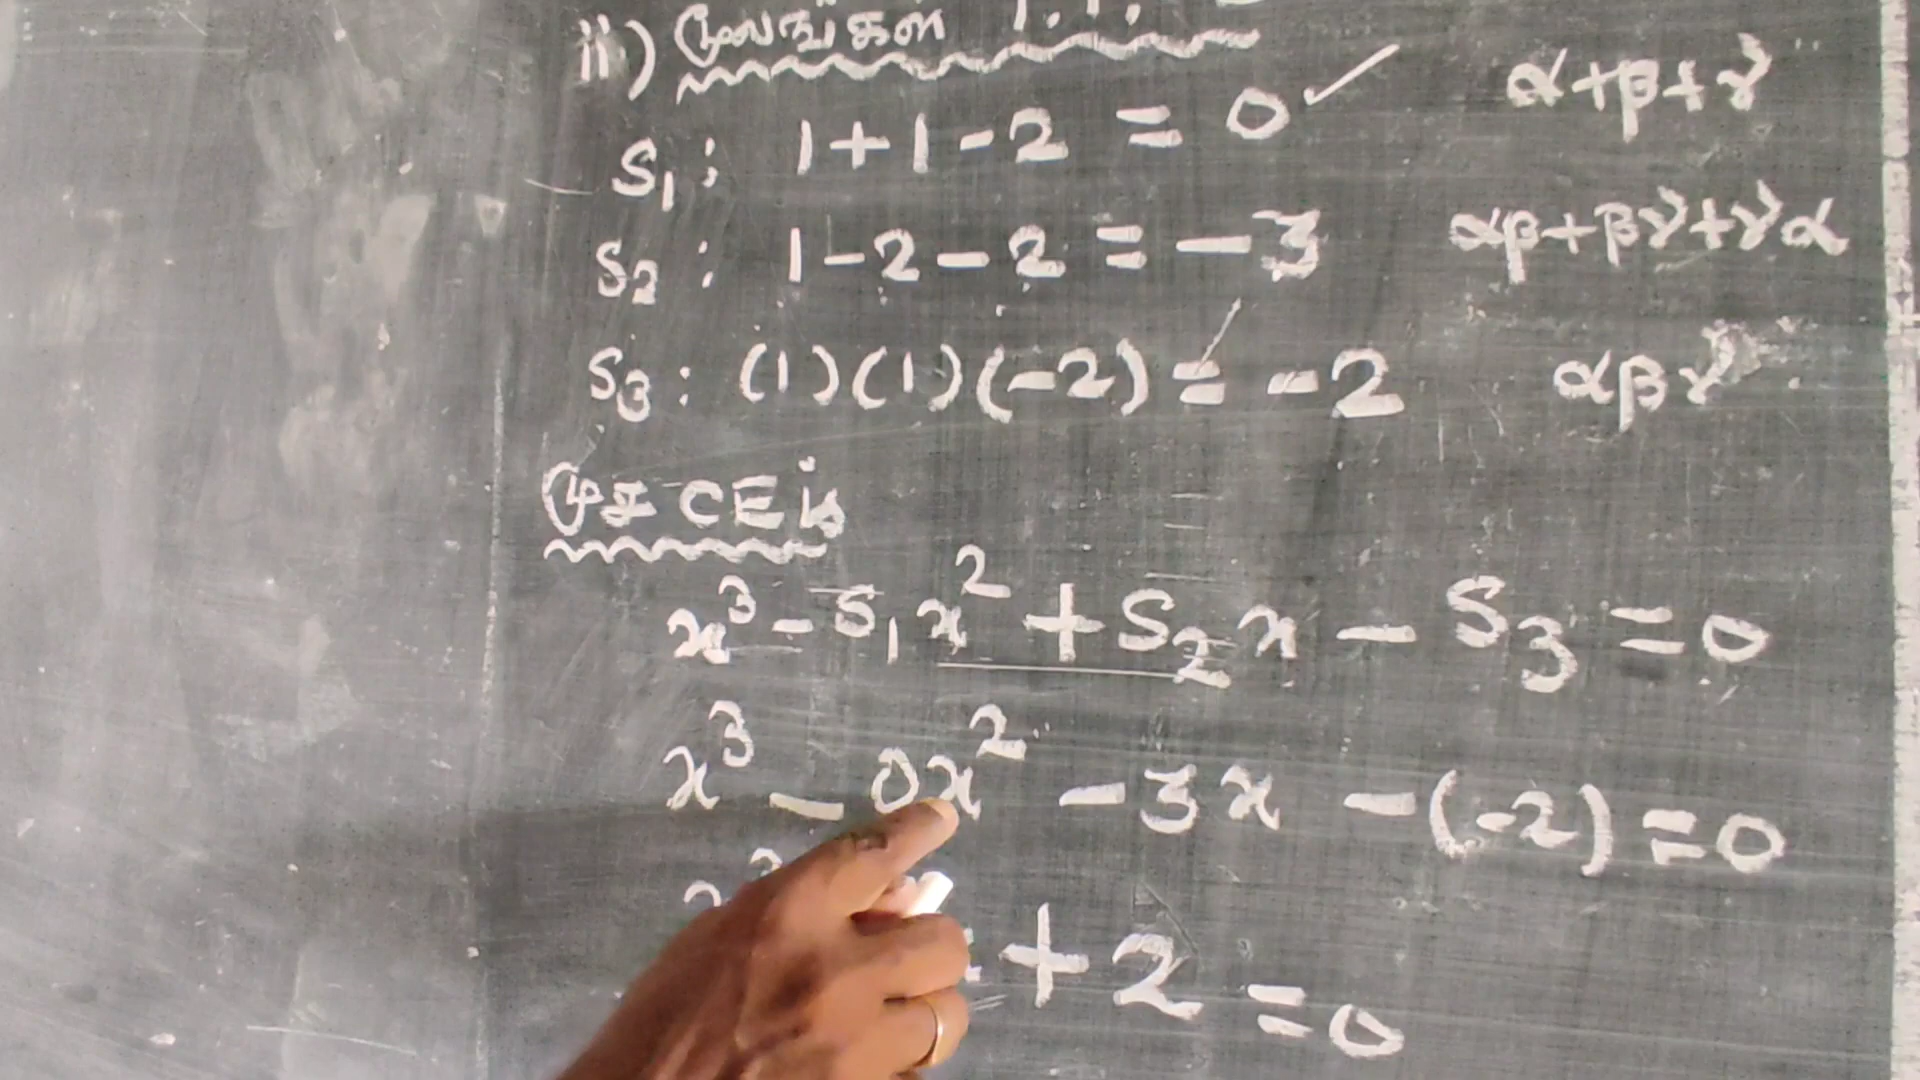 ii) மூலங்கள் 1, 1,
S₁ : 1+1-2 = 0 ✓ α+β+γ
S₂ : 1-2-2 = -3 αβ+βγ+γα
S₃ : (1)(1)(-2) = -2 αβγ
CE is
x³ - S₁x² + S₂x - S₃ = 0
x³ - 0x² - 3x - (-2) = 0
+ 2 = 0